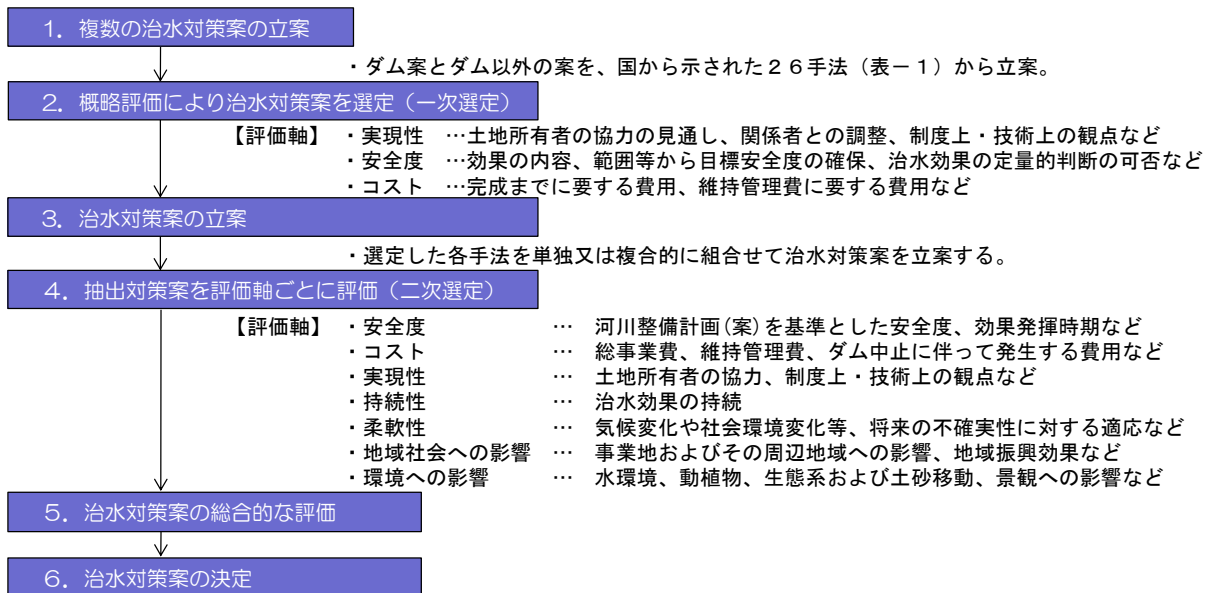 1．複数の治水対策案の立案
・ダム案とダム以外の案を、国から示された２６手法（表－１）から立案。
2．概略評価により治水対策案を選定（一次選定）
【評価軸】 ・実現性 …土地所有者の協力の見通し、関係者との調整、制度上・技術上の観点など
・安全度 …効果の内容、範囲等から目標安全度の確保、治水効果の定量的判断の可否など
・コスト …完成までに要する費用、維持管理費に要する費用など
3．治水対策案の立案
・選定した各手法を単独又は複合的に組合せて治水対策案を立案する。
4．抽出対策案を評価軸ごとに評価（二次選定）
【評価軸】 ・安全度 … 河川整備計画(案)を基準とした安全度、効果発揮時期など
・コスト … 総事業費、維持管理費、ダム中止に伴って発生する費用など
・実現性 … 土地所有者の協力、制度上・技術上の観点など
・持続性 … 治水効果の持続
・柔軟性 … 気候変化や社会環境変化等、将来の不確実性に対する適応など
・地域社会への影響 … 事業地およびその周辺地域への影響、地域振興効果など
・環境への影響 … 水環境、動植物、生態系および土砂移動、景観への影響など
5．治水対策案の総合的な評価
6．治水対策案の決定